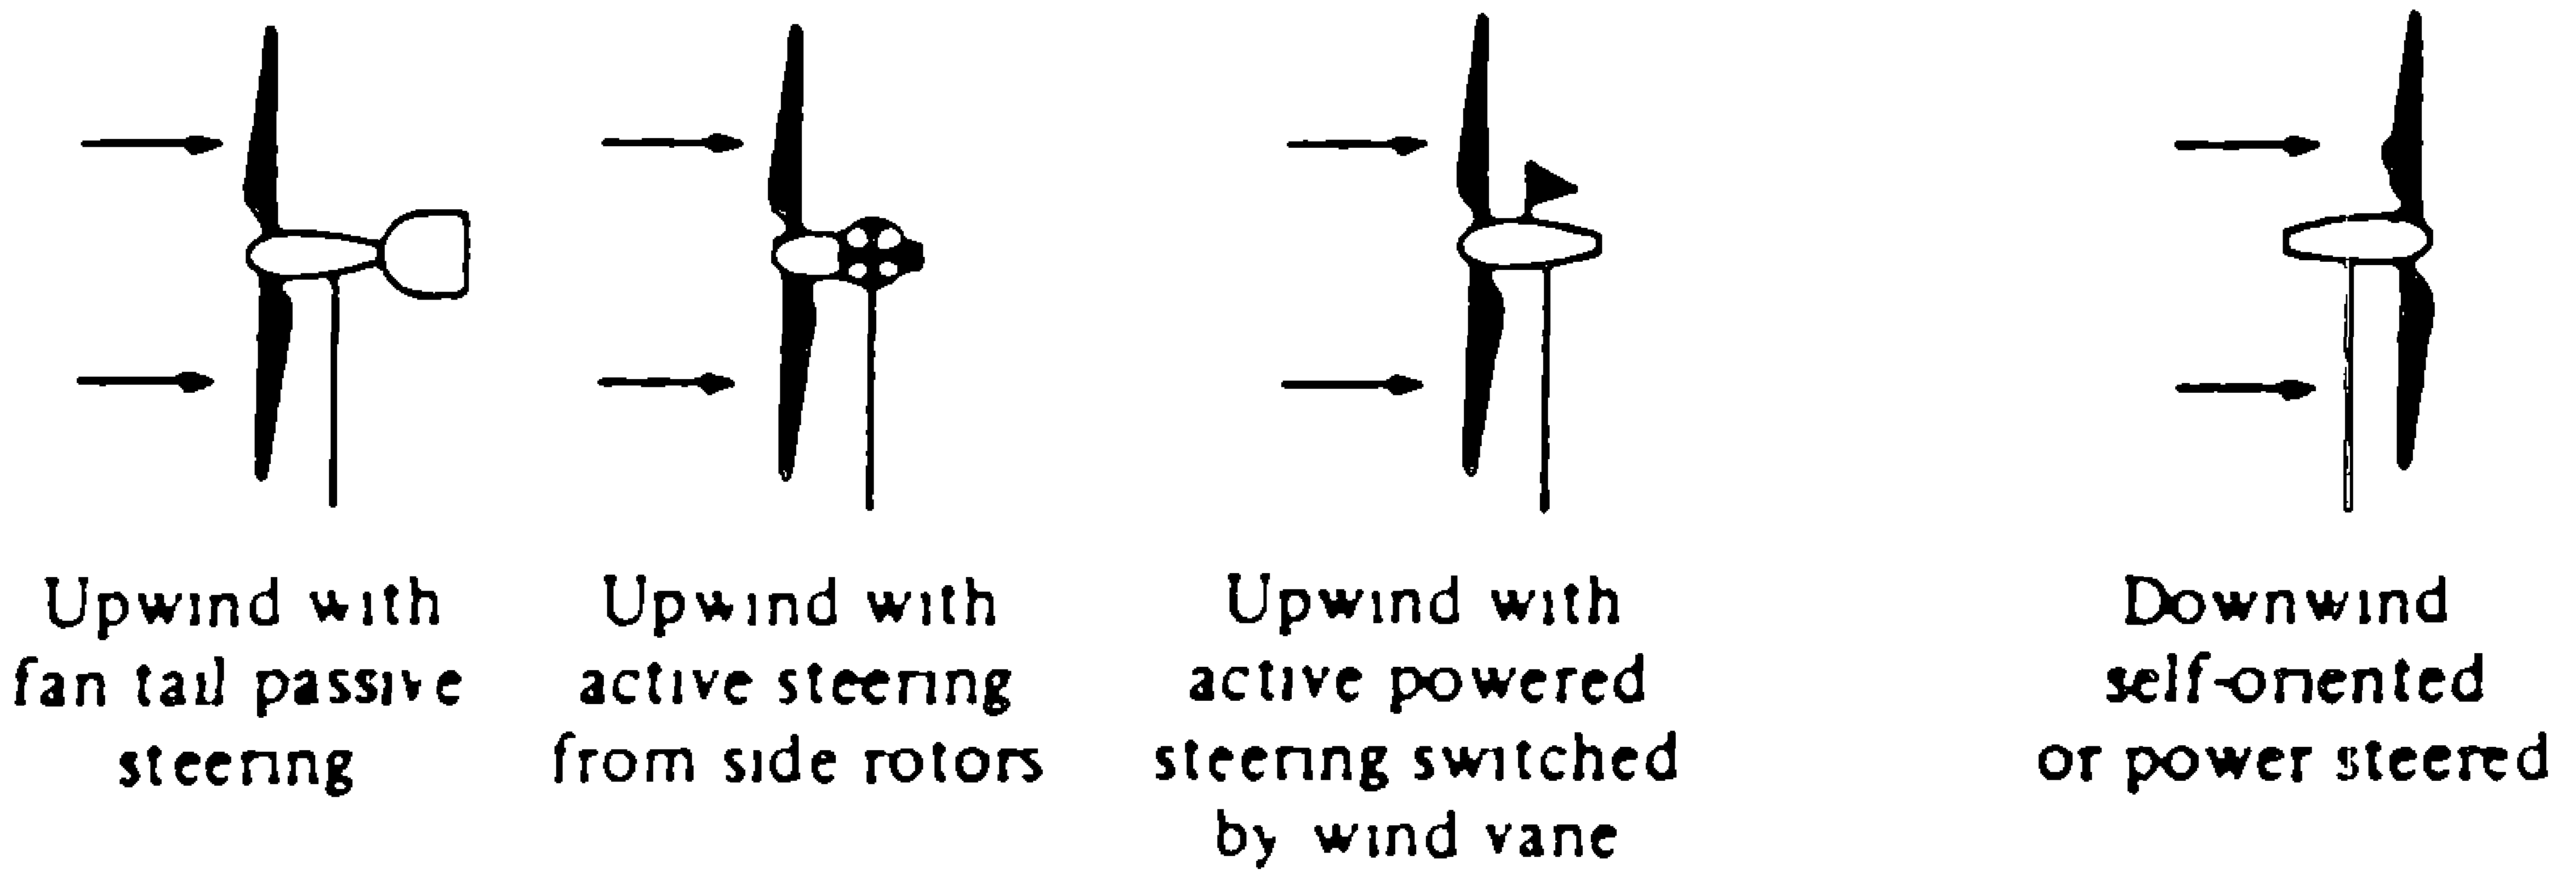 Upwind with
fan tail passive
steering
Upwind with
active steering
from side rotors
Upwind with
active powered
steering switched
by wind vane
Downwind
self-oriented
or power steered